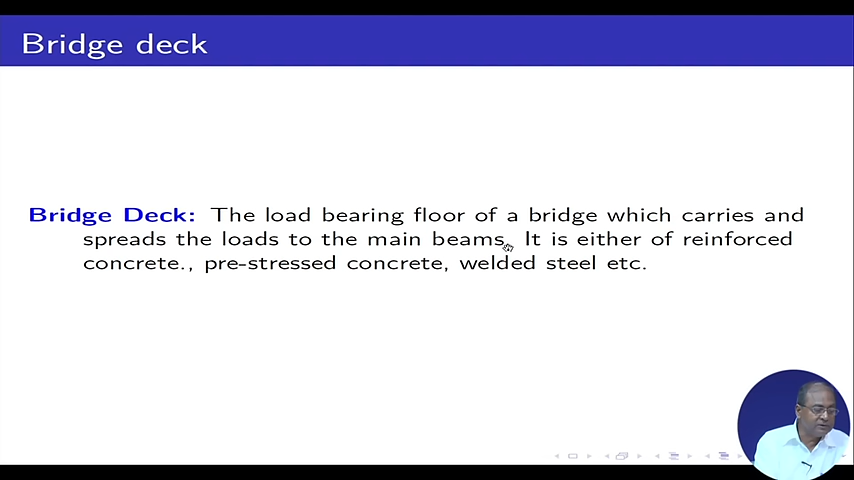 Bridge deck
Bridge Deck: The load bearing floor of a bridge which carries and
spreads the loads to the main beams. It is either of reinforced
concrete., pre-stressed concrete, welded steel etc.